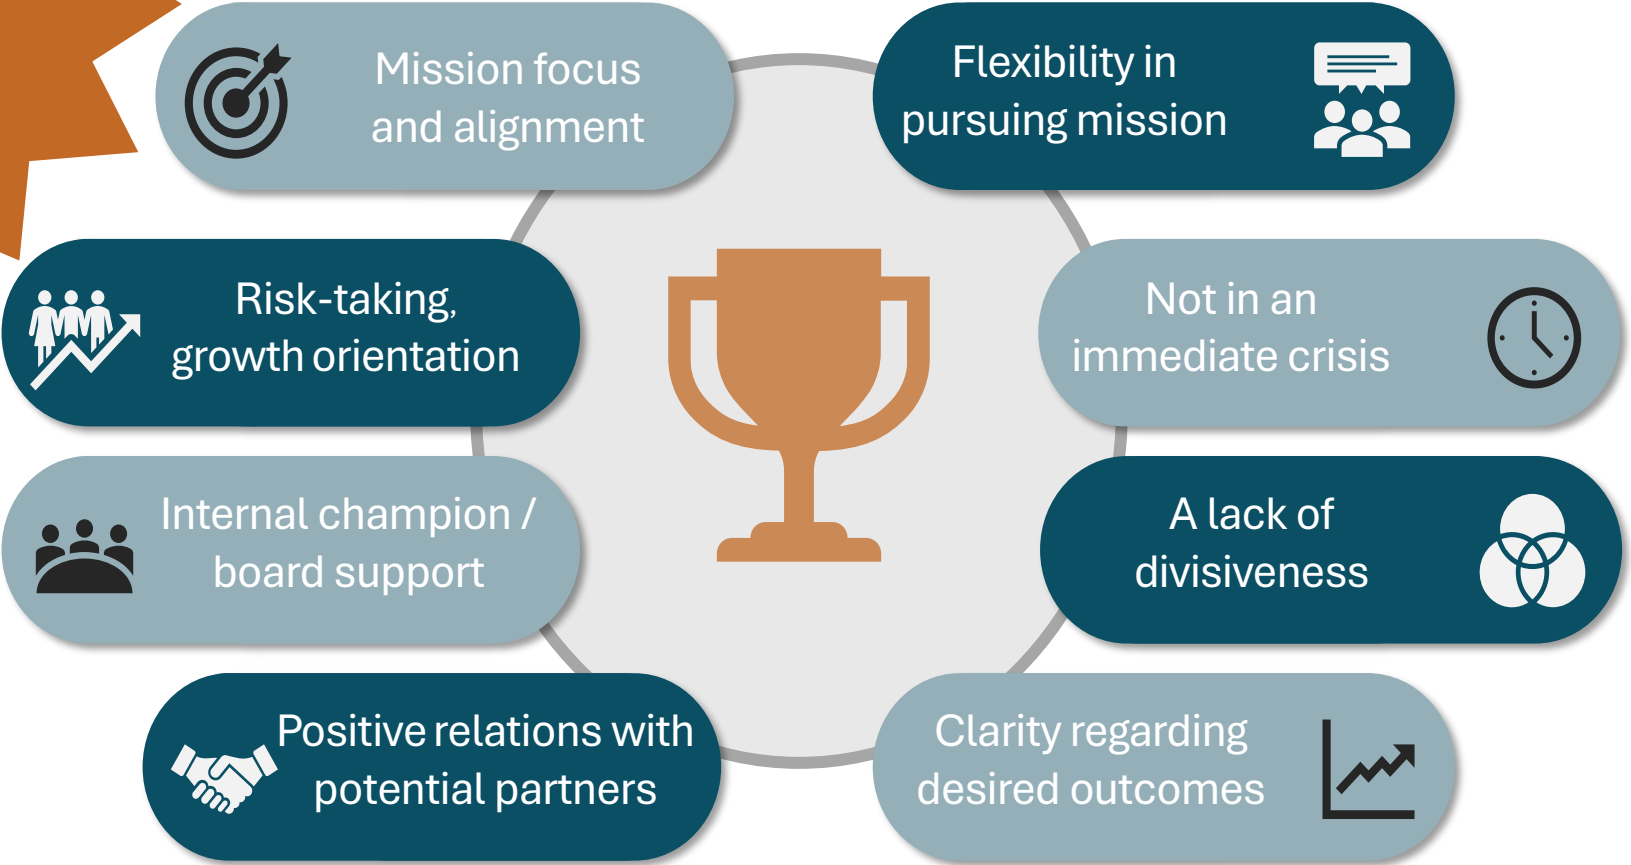 Mission focus
and alignment
Flexibility in
pursuing mission
Risk-taking,
growth orientation
Not in an
immediate crisis
Internal champion /
board support
A lack of
divisiveness
Positive relations with
potential partners
Clarity regarding
desired outcomes